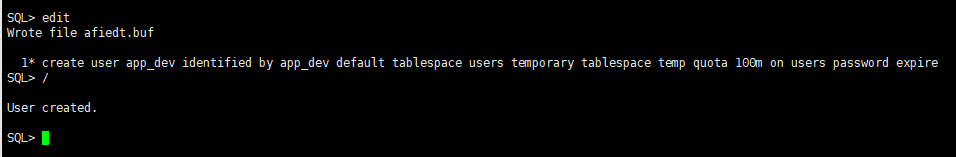 SQL> edit
Wrote file afiedt.buf
1* create user app_dev identified by app_dev default tablespace users temporary tablespace temp quota 100m on users password expire
SQL> /
User created.
SQL>